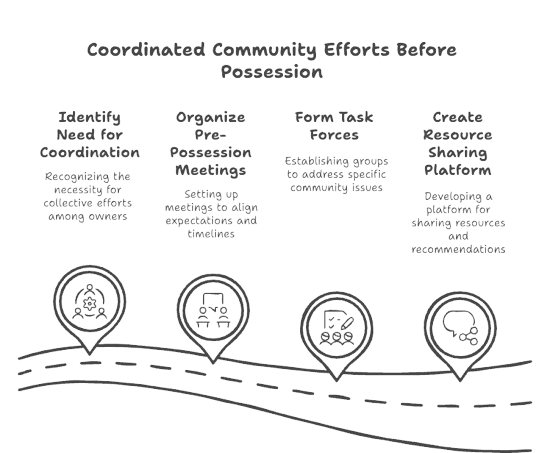 Coordinated Community Efforts Before
Possession
Identify
Need for
Coordination
Recognizing the
necessity for
collective efforts
among owners
Organize
Pre-
Possession
Meetings
Setting up
meetings to align
expectations and
timelines
Form Task
Forces
Establishing groups
to address specific
community issues
Create
Resource
Sharing
Platform
Developing a
platform for
sharing resources
and
recommendations